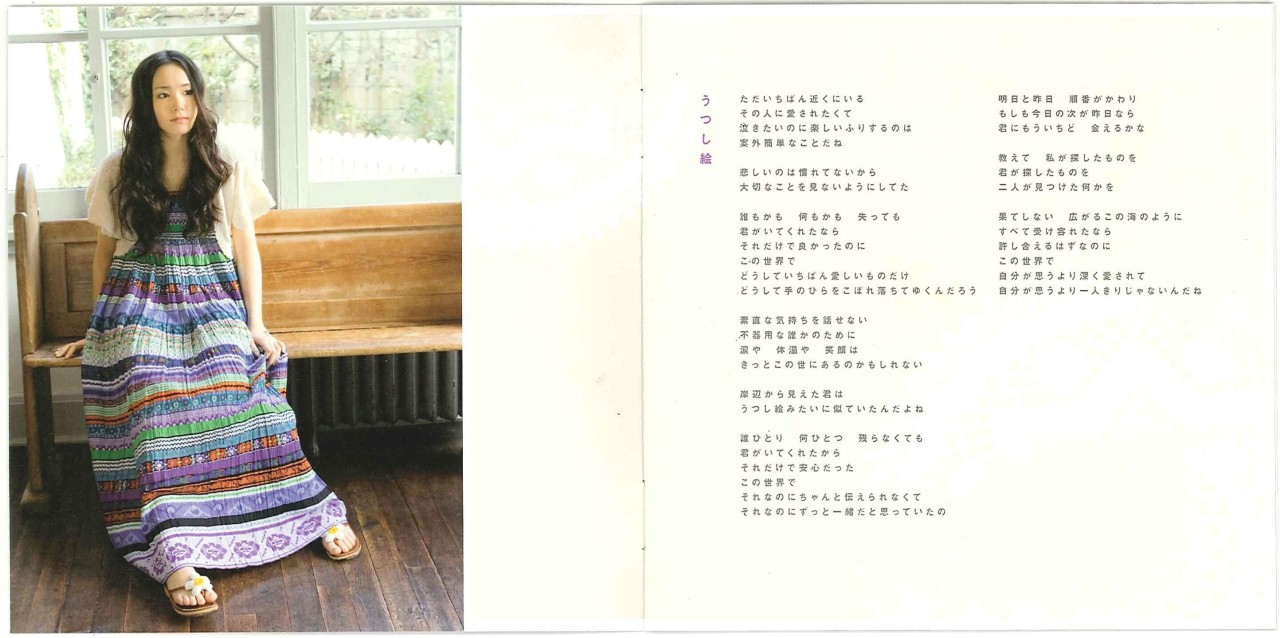 うつし絵
ただいちばん近くにいる
その人に愛されたくて
泣きたいのに楽しいふりするのは
案外簡単なことだね
悲しいのは慣れてないから
大切なことを見ないようにしてた
誰もかも　何もかも　失っても
君がいてくれたなら
それだけで良かったのに
この世界で
どうしていちばん愛しいものだけ
どうして手のひらをこぼれ落ちてゆくんだろう
素直な気持ちを話せない
不器用な誰かのために
涙や　体温や　笑顔は
きっとこの世にあるのかもしれない
岸辺から見えた君は
うつし絵みたいに似ていたんだよね
誰ひとり　何ひとつ　残らなくても
君がいてくれたから
それだけで安心だった
この世界で
それなのにちゃんと伝えられなくて
それなのにずっと一緒だと思っていたの
明日と昨日　順番がかわり
もしも今日の次が昨日なら
君にもういちど　会えるかな
教えて　私が探したものを
君が探したものを
二人が見つけた何かを
果てしない　広がるこの海のように
すべて受け容れたなら
許し合えるはずなのに
この世界で
自分が思うより深く愛されて
自分が思うより一人きりじゃないんだね